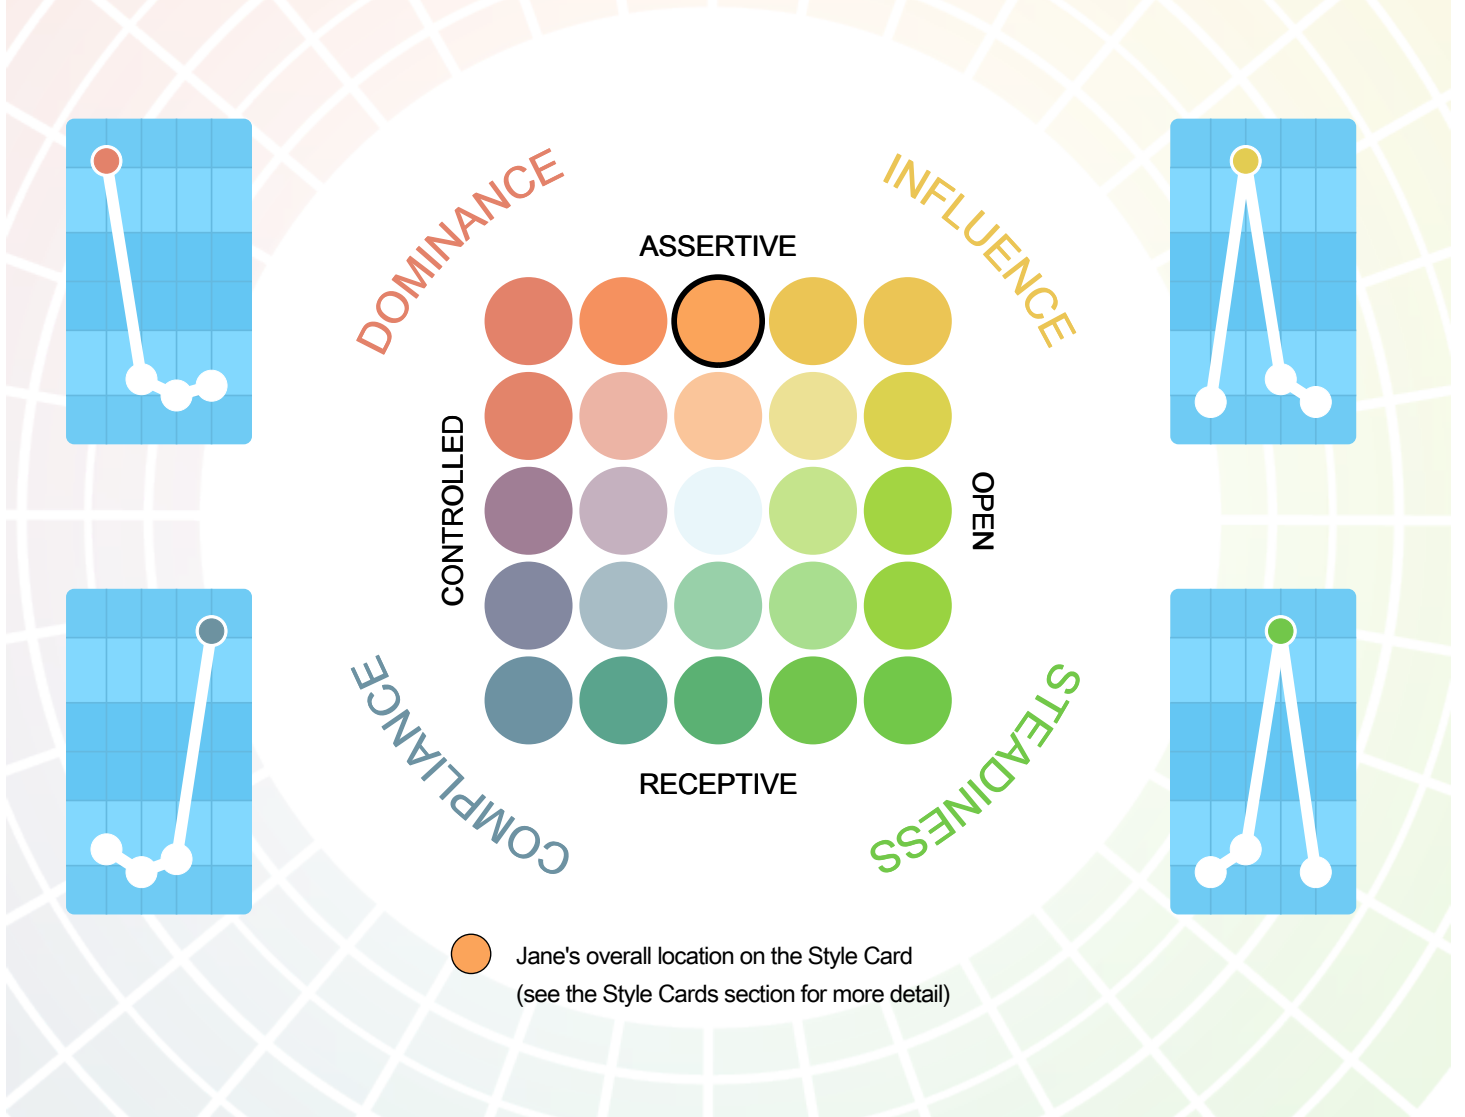 DOMINANCE
INFLUENCE
ASSERTIVE
CONTROLLED
OPEN
COMPLIANCE
STEADINESS
RECEPTIVE
Jane's overall location on the Style Card
(see the Style Cards section for more detail)